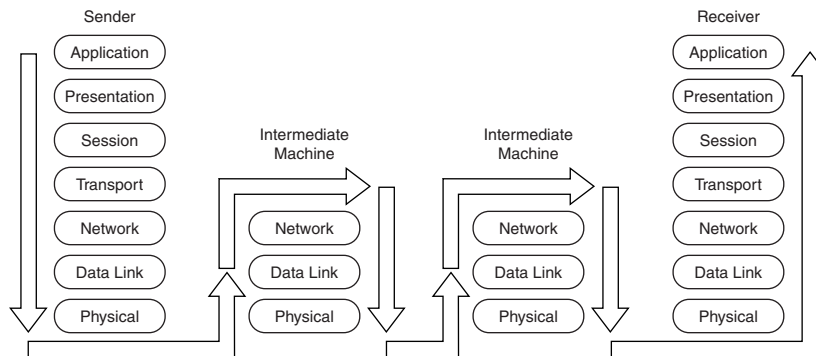 Sender
Application
Presentation
Session
Transport
Network
Data Link
Physical
Intermediate
Machine
Network
Data Link
Physical
Intermediate
Machine
Network
Data Link
Physical
Receiver
Application
Presentation
Session
Transport
Network
Data Link
Physical